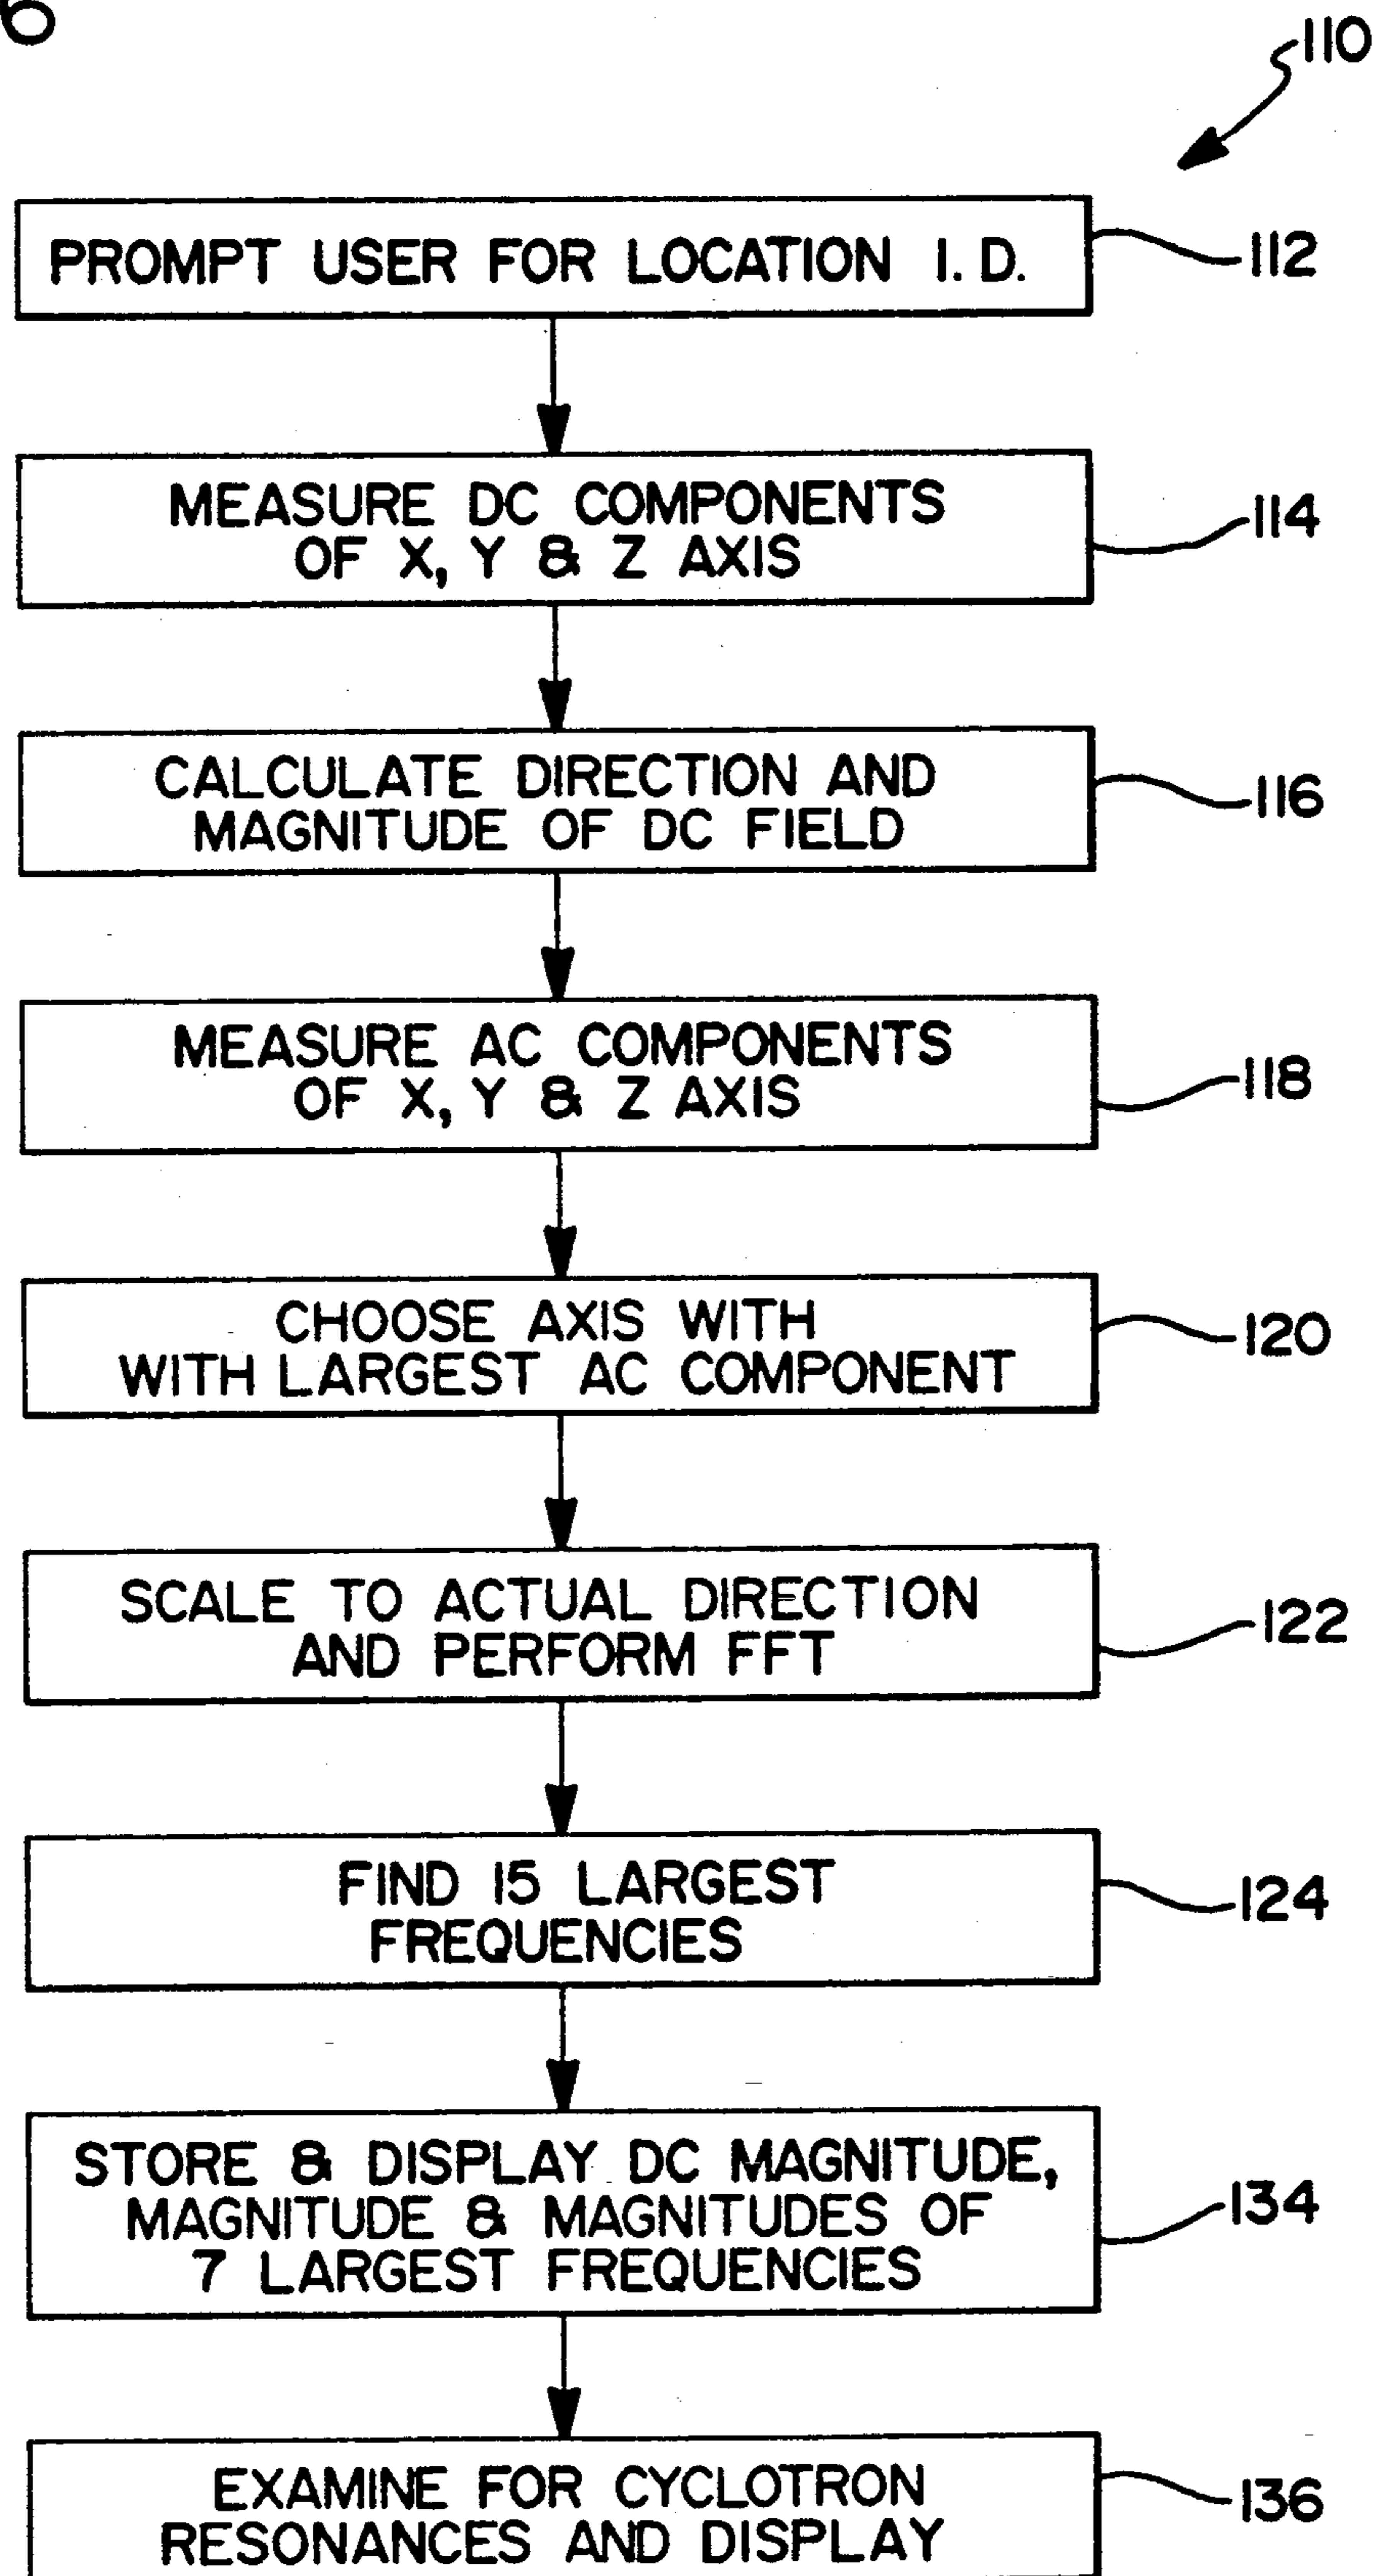 6
110
PROMPT USER FOR LOCATION I.D.
112
MEASURE DC COMPONENTS
OF X, Y & Z AXIS
114
CALCULATE DIRECTION AND
MAGNITUDE OF DC FIELD
116
MEASURE AC COMPONENTS
OF X, Y & Z AXIS
118
CHOOSE AXIS WITH
WITH LARGEST AC COMPONENT
120
SCALE TO ACTUAL DIRECTION
AND PERFORM FFT
122
FIND 15 LARGEST
FREQUENCIES
124
STORE & DISPLAY DC MAGNITUDE,
MAGNITUDE & MAGNITUDES OF
7 LARGEST FREQUENCIES
134
EXAMINE FOR CYCLOTRON
RESONANCES AND DISPLAY
136